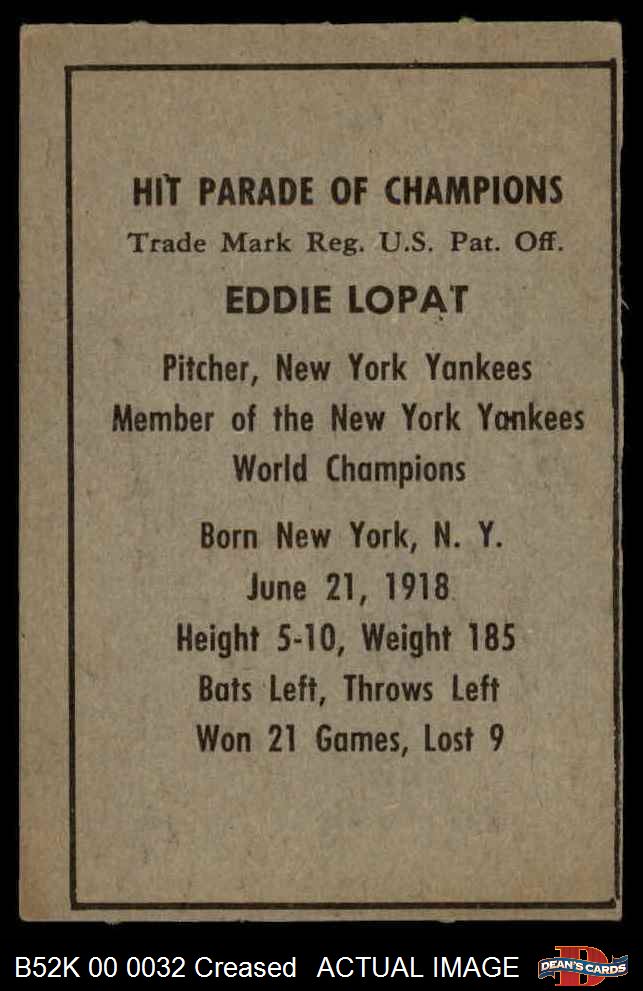 HIT PARADE OF CHAMPIONS
Trade Mark Reg. U.S. Pat. Off.
EDDIE LOPAT
Pitcher, New York Yankees
Member of the New York Yankees
World Champions
Born New York, N. Y.
June 21, 1918
Height 5-10, Weight 185
Bats Left, Throws Left
Won 21 Games, Lost 9
B52K 00 0032 Creased ACTUAL IMAGE
D
DEAN'S CARDS